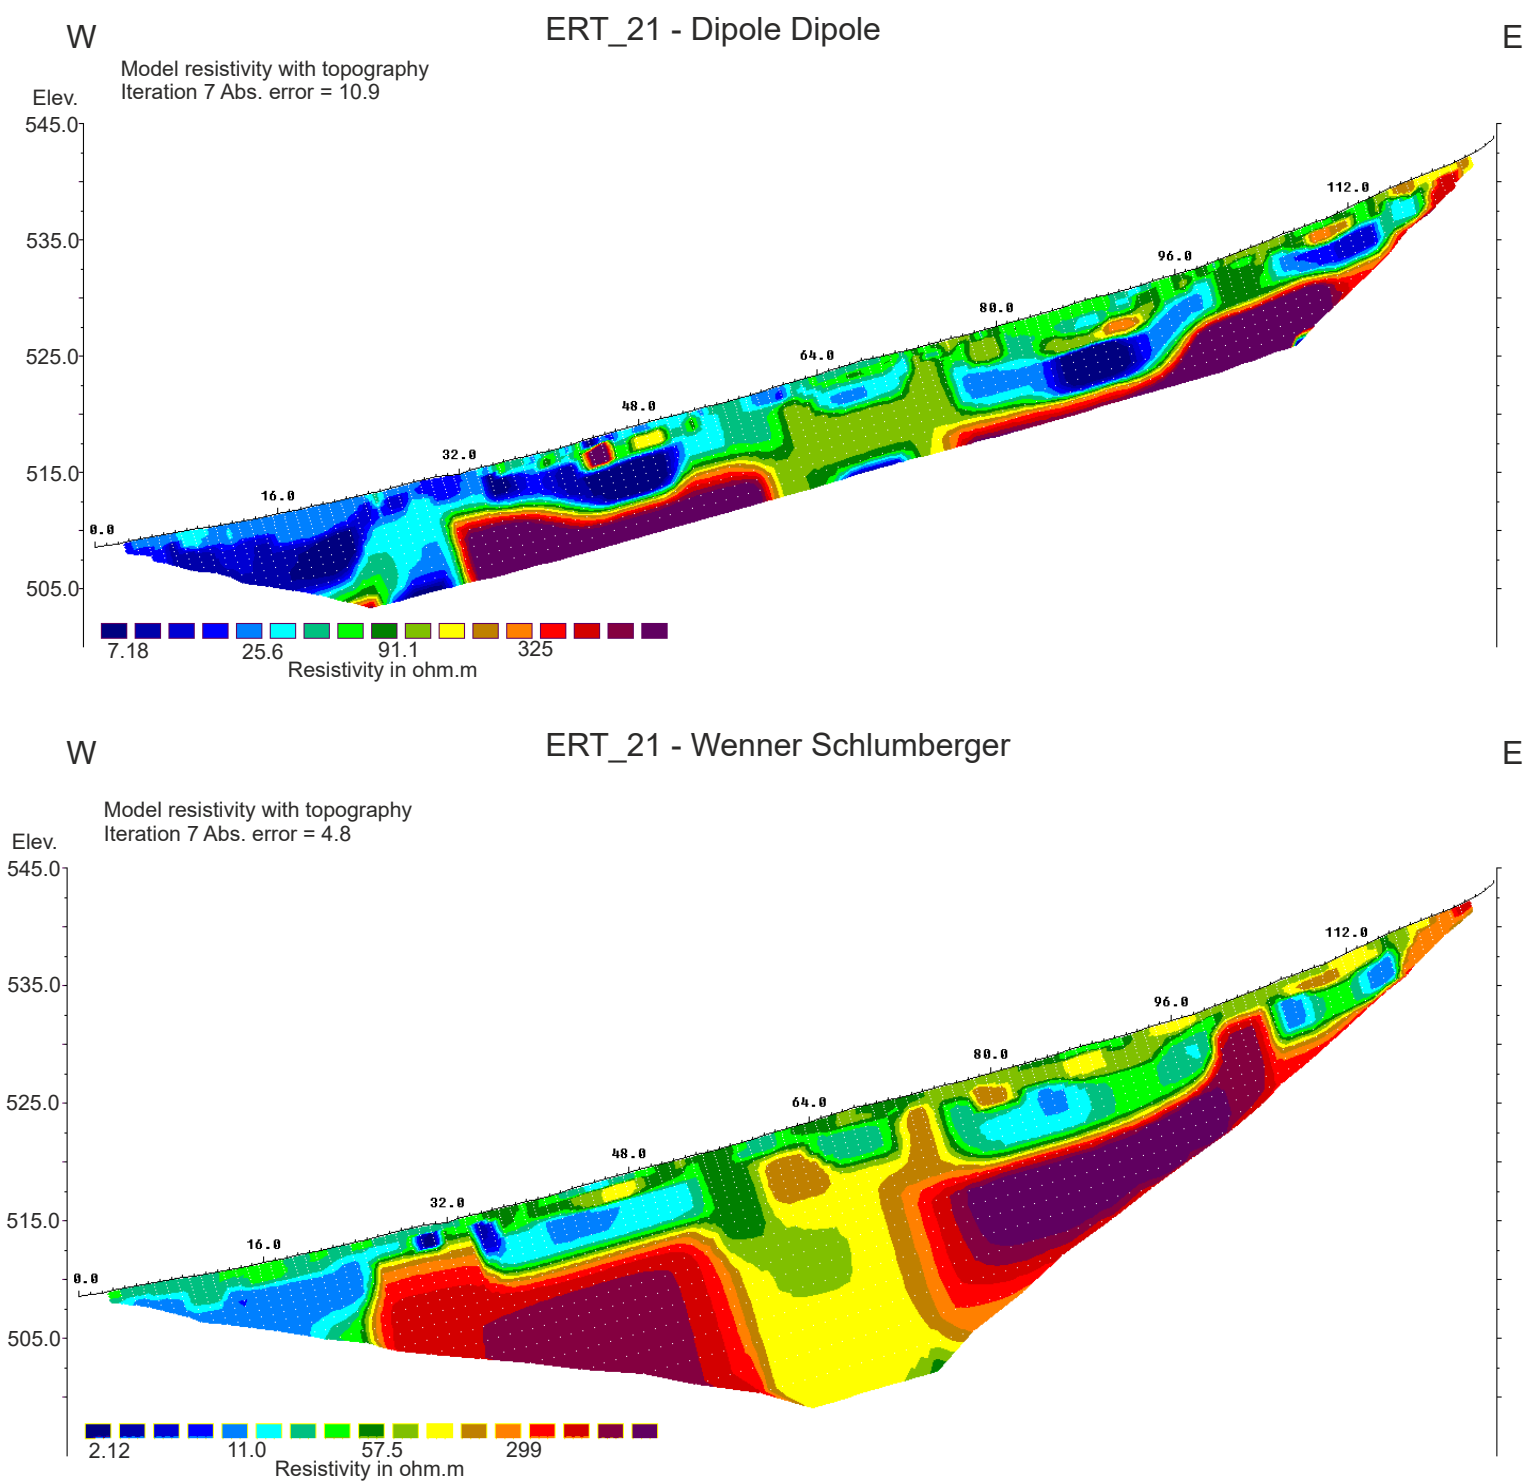 W
ERT_21 - Dipole Dipole
E
Model resistivity with topography
Iteration 7 Abs. error = 10.9
Elev.
545.0
535.0
525.0
515.0
505.0
0.0
16.0
32.0
48.0
64.0
80.0
96.0
112.0
7.18 25.6 91.1 325
Resistivity in ohm.m
W
ERT_21 - Wenner Schlumberger
E
Model resistivity with topography
Iteration 7 Abs. error = 4.8
Elev.
545.0
535.0
525.0
515.0
505.0
0.0
16.0
32.0
48.0
64.0
80.0
96.0
112.0
2.12 11.0 57.5 299
Resistivity in ohm.m